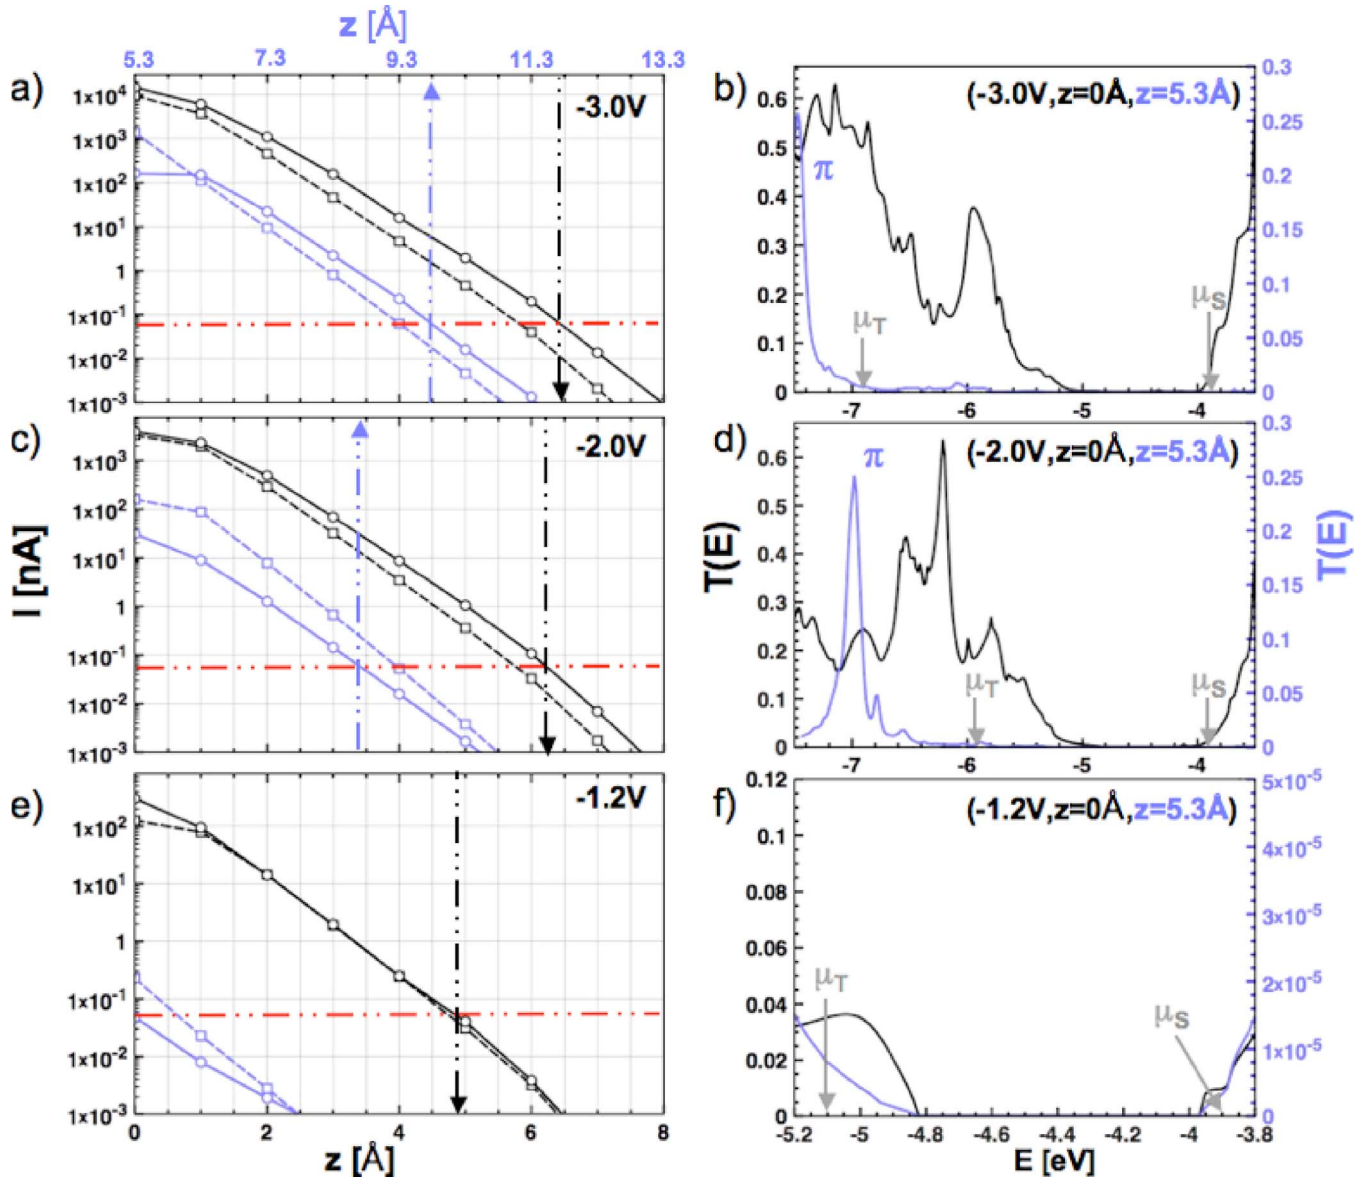 z [Å]
5.3 7.3 9.3 11.3 13.3
a)
-3.0V
1x10⁴
1x10³
1x10²
1x10¹
1
1x10⁻¹
1x10⁻²
1x10⁻³
b)
(-3.0V,z=0Å,z=5.3Å)
0.6
0.5
0.4
0.3
0.2
0.1
0
π
μT
μS
0.3
0.25
0.2
0.15
0.1
0.05
0
-7 -6 -5 -4
c)
-2.0V
1x10³
1x10²
1x10¹
1
1x10⁻¹
1x10⁻²
1x10⁻³
I [nA]
d)
(-2.0V,z=0Å,z=5.3Å)
0.6
0.5
0.4
0.3
0.2
0.1
0
T(E)
π
μT
μS
0.3
0.25
0.2
0.15
0.1
0.05
0
T(E)
-7 -6 -5 -4
e)
-1.2V
1x10²
1x10¹
1
1x10⁻¹
1x10⁻²
1x10⁻³
0 2 4 6 8
z [Å]
f)
(-1.2V,z=0Å,z=5.3Å)
0.12
0.1
0.08
0.06
0.04
0.02
0
μT
μS
5x10⁻⁵
4x10⁻⁵
3x10⁻⁵
2x10⁻⁵
1x10⁻⁵
0
-5.2 -5 -4.8 -4.6 -4.4 -4.2 -4 -3.8
E [eV]